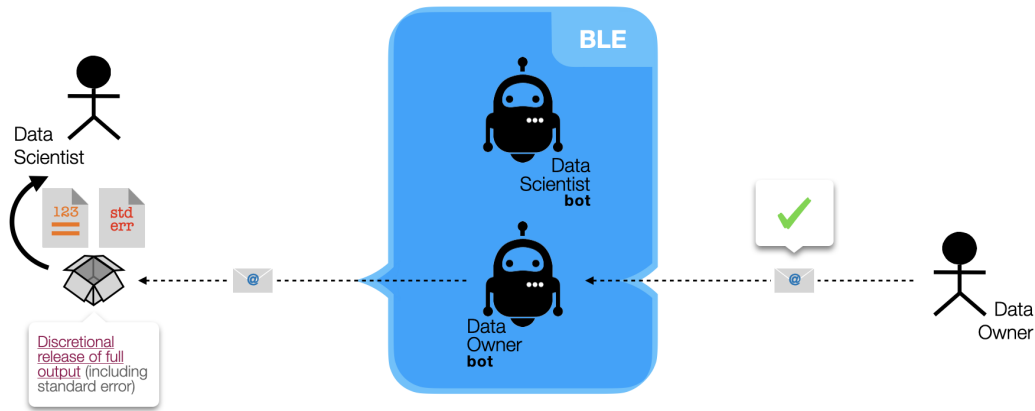 BLE
Data
Scientist
123
std
err
Data
Scientist
bot
@
@
Data
Owner
bot
Data
Owner
Discretional
release of full
output (including
standard error)